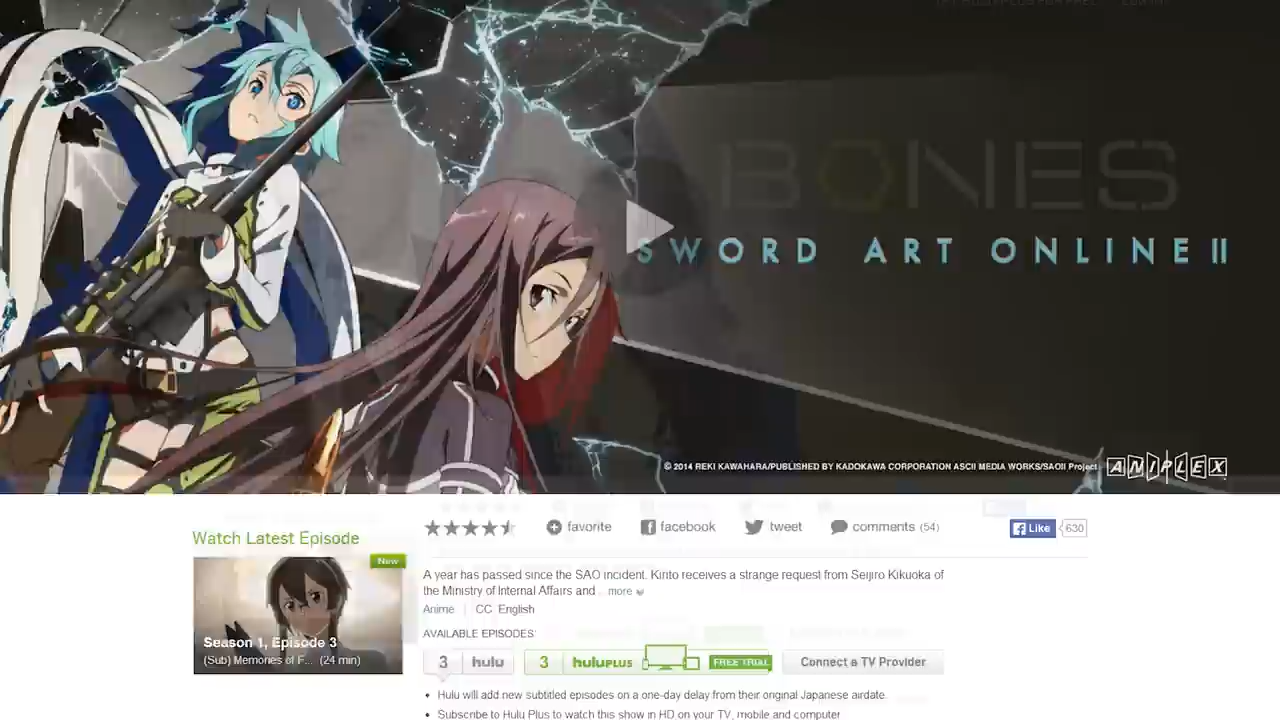 BONES
SWORD ART ONLINE II
© 2014 REKI KAWAHARA/PUBLISHED BY KADOKAWA CORPORATION ASCII MEDIA WORKS/SAOII Project
ANIPLEX
favorite facebook tweet comments (54) Like 630
Watch Latest Episode
New
Season 1, Episode 3
(Sub) Memories of F... (24 min)
A year has passed since the SAO incident. Kirito receives a strange request from Seijiro Kikuoka of
the Ministry of Internal Affairs and ... more
Anime | CC English
AVAILABLE EPISODES:
3 hulu 3 huluPLUS FREE TRIAL Connect a TV Provider
• Hulu will add new subtitled episodes on a one-day delay from their original Japanese airdate.
• Subscribe to Hulu Plus to watch this show in HD on your TV, mobile and computer